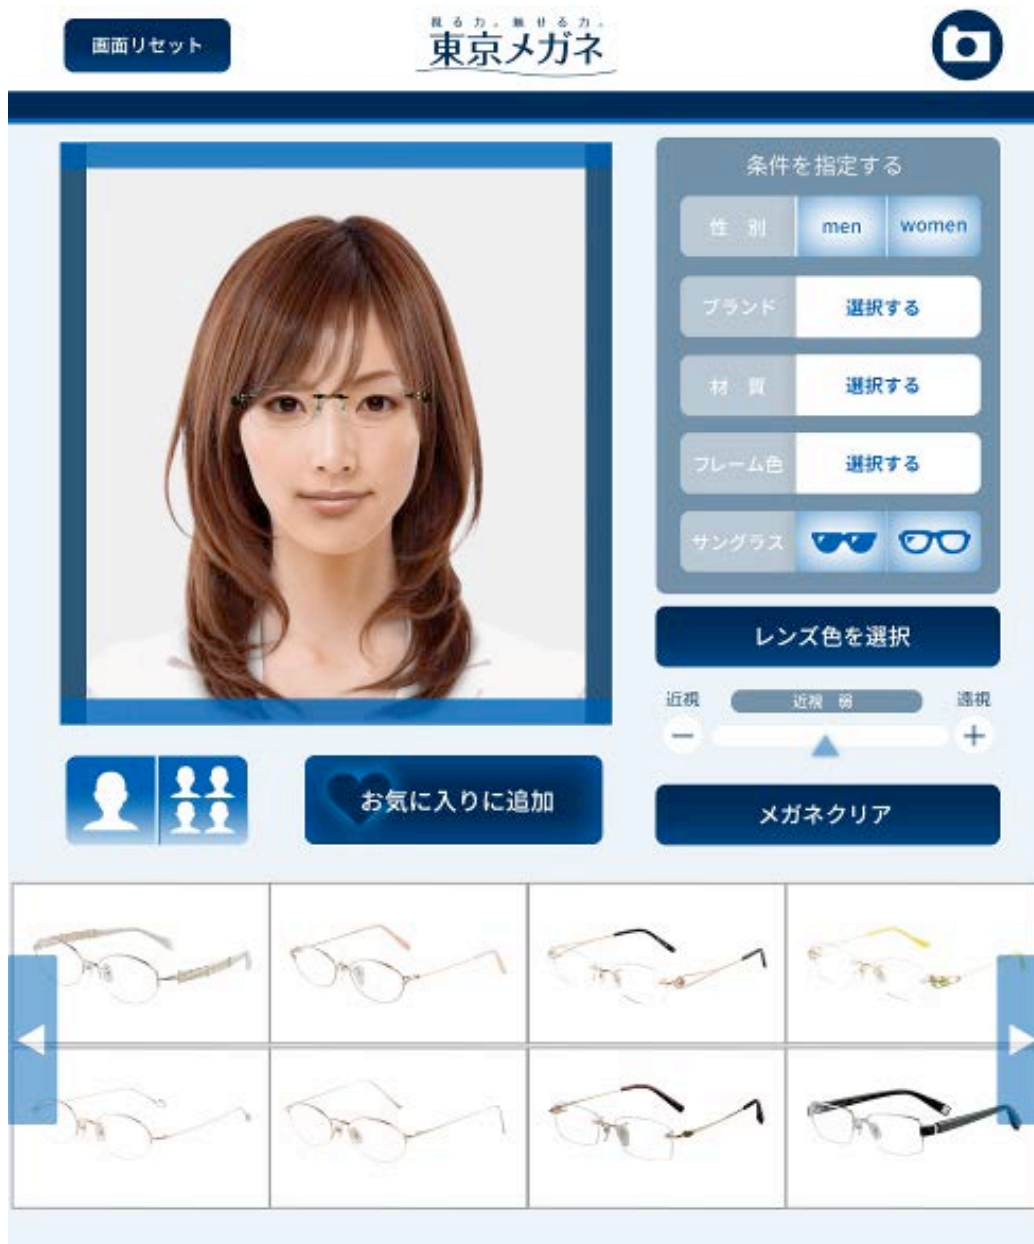 画面リセット
視る力。魅せる力。
東京メガネ
条件を指定する
性 別
men
women
ブランド
選択する
材 質
選択する
フレーム色
選択する
サングラス
レンズ色を選択
近視
近視 弱
遠視
お気に入りに追加
メガネクリア